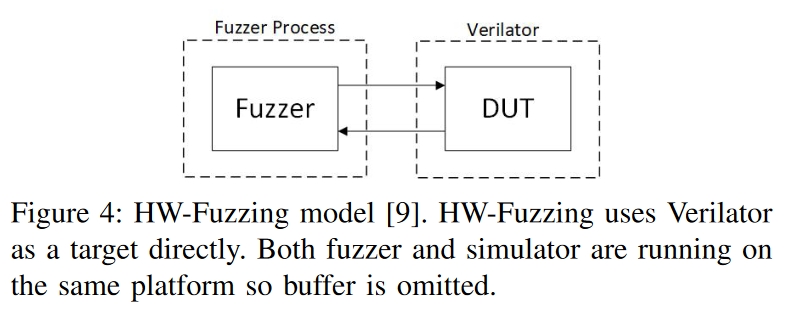 Fuzzer Process
Verilator
Fuzzer
DUT
Figure 4: HW-Fuzzing model [9]. HW-Fuzzing uses Verilator
as a target directly. Both fuzzer and simulator are running on
the same platform so buffer is omitted.